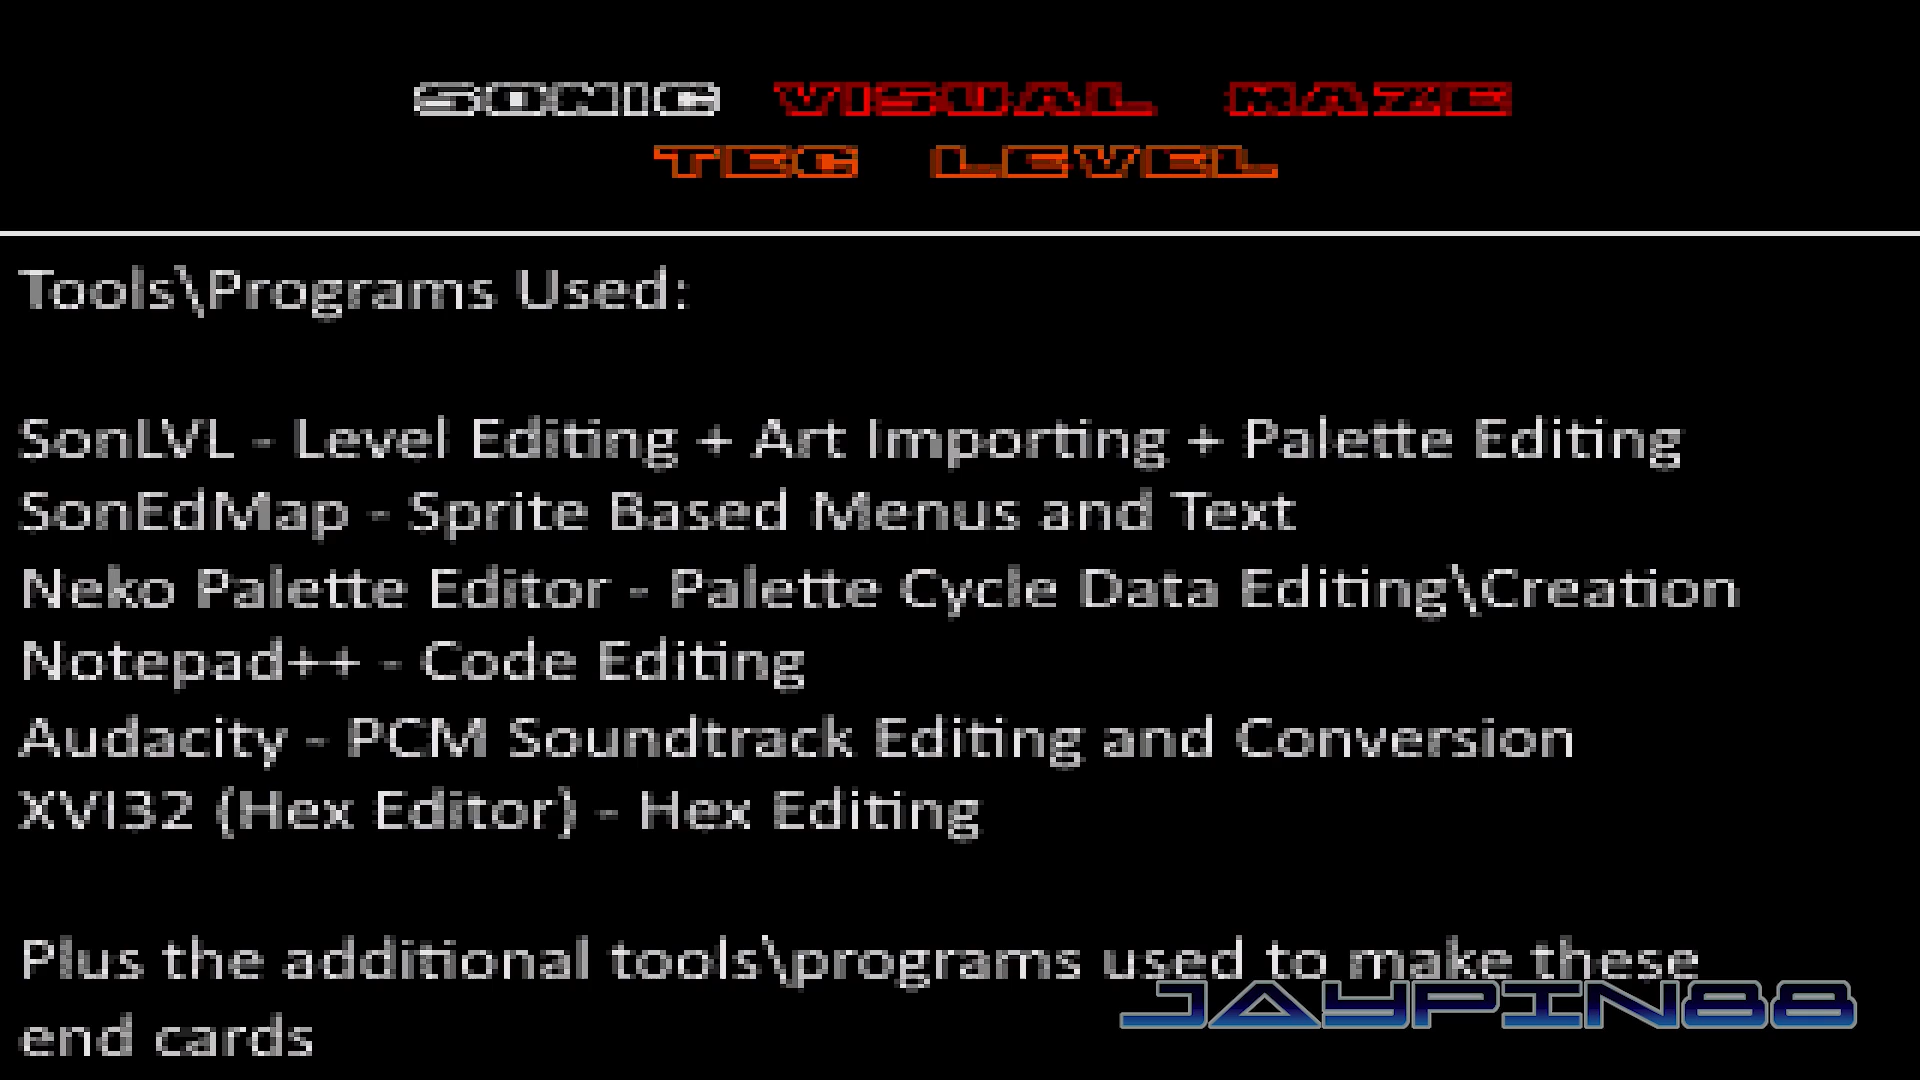 SONIC VISUAL MAZE
TEC LEVEL
Tools\Programs Used:
SonLVL - Level Editing + Art Importing + Palette Editing
SonEdMap - Sprite Based Menus and Text
Neko Palette Editor - Palette Cycle Data Editing\Creation
Notepad++ - Code Editing
Audacity - PCM Soundtrack Editing and Conversion
XVI32 (Hex Editor) - Hex Editing
Plus the additional tools\programs used to make these
end cards
JAYPIN88